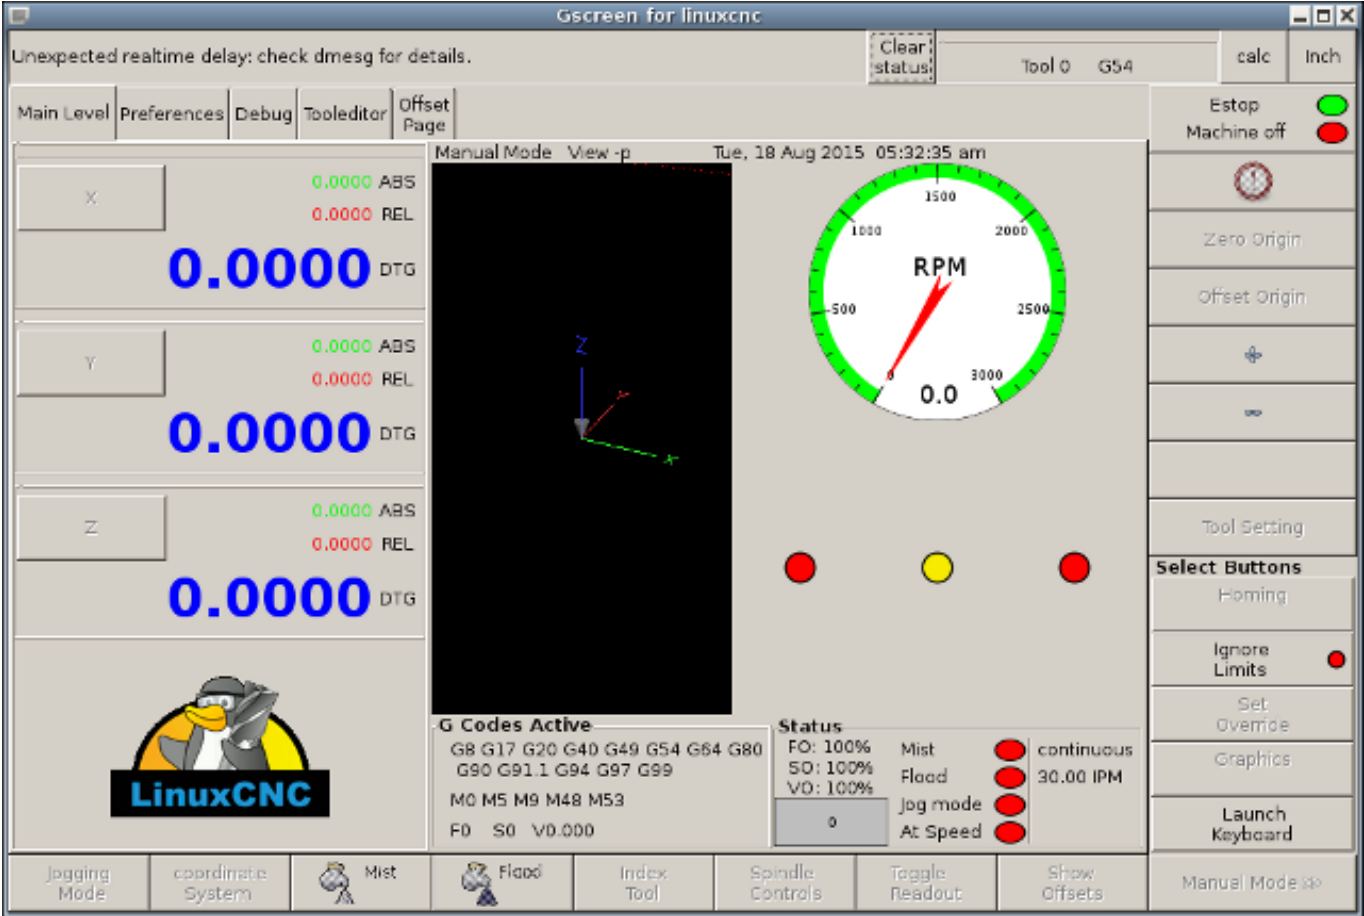 Gscreen for linuxcnc
Unexpected realtime delay: check dmesg for details.
Clear
status
Tool 0 G54
calc
Inch
Main Level
Preferences
Debug
Tooleditor
Offset
Page
Estop
Machine off
Manual Mode View -p
Tue, 18 Aug 2015 05:32:35 am
X
0.0000 ABS
0.0000 REL
0.0000 DTG
Y
0.0000 ABS
0.0000 REL
0.0000 DTG
Z
0.0000 ABS
0.0000 REL
0.0000 DTG
LinuxCNC
Z
Y
X
1500
1000
2000
RPM
500
2500
0
3000
0.0
Zero Origin
Offset Origin
Tool Setting
Select Buttons
Homing
Ignore
Limits
Set
Override
Graphics
Launch
Keyboard
G Codes Active
G8 G17 G20 G40 G49 G54 G64 G80
G90 G91.1 G94 G97 G99
M0 M5 M9 M48 M53
F0 S0 V0.000
Status
FO: 100%
SO: 100%
VO: 100%
0
Mist
Flood
Jog mode
At Speed
continuous
30.00 IPM
Jogging
Mode
coordinate
System
Mist
Flood
Index
Tool
Spindle
Controls
Toggle
Readout
Show
Offsets
Manual Mode >>